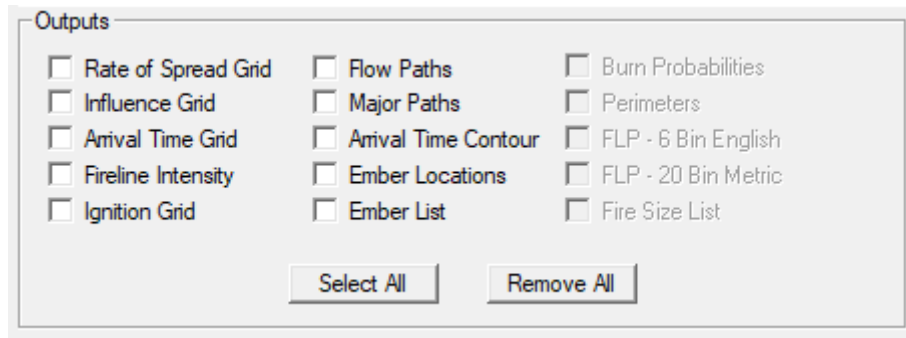 Outputs
Rate of Spread Grid
Influence Grid
Arrival Time Grid
Fireline Intensity
Ignition Grid
Flow Paths
Major Paths
Arrival Time Contour
Ember Locations
Ember List
Burn Probabilities
Perimeters
FLP - 6 Bin English
FLP - 20 Bin Metric
Fire Size List
Select All
Remove All